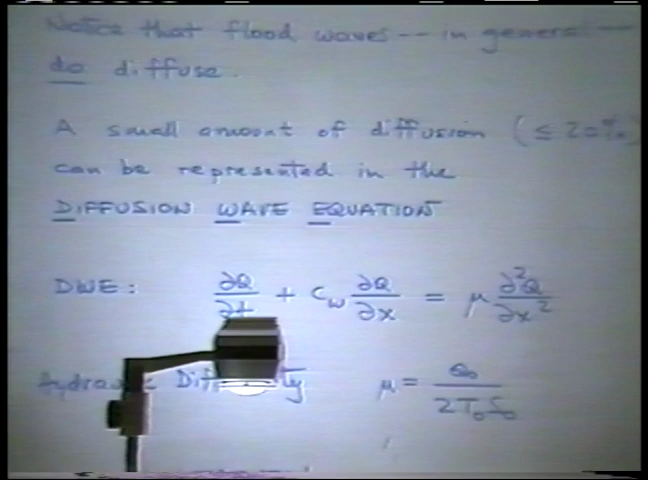 Notice that flood waves -- in general --
do diffuse.
A small amount of diffusion (≤ 20%)
can be represented in the
DIFFUSION WAVE EQUATION
DWE: ∂Q/∂t + c_w ∂Q/∂x = μ ∂²Q/∂x²
μ = Q₀ / 2T₀S₀